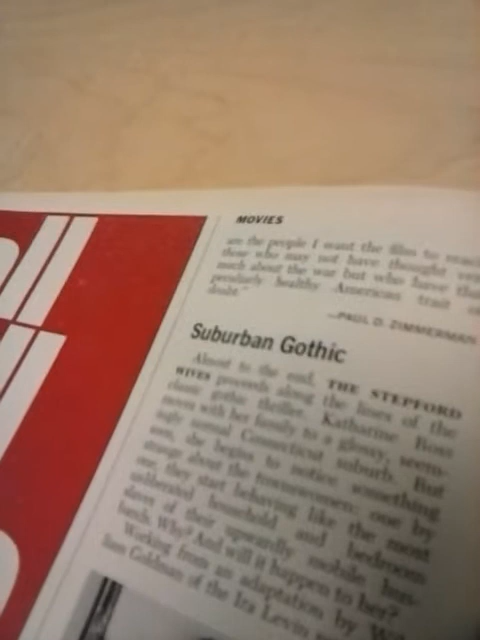 MOVIES
are the people I want the film to reach
those who may not have thought very
much about the war but who have the
peculiarly healthy American trait of
doubt."
—PAUL D. ZIMMERMAN
Suburban Gothic
Almost to the end, THE STEPFORD
WIVES proceeds along the lines of the
classic gothic thriller. Katharine Ross
moves with her family to a glossy, seem-
ingly unreal Connecticut suburb. But
soon, she begins to notice something
strange about the townswomen: one by
one, they start behaving like the most
unliberated household and bedroom
slaves of their upwardly mobile hus-
bands. Why? And will it happen to her?
Working from an adaptation by
liam Goldman of the Ira Levin